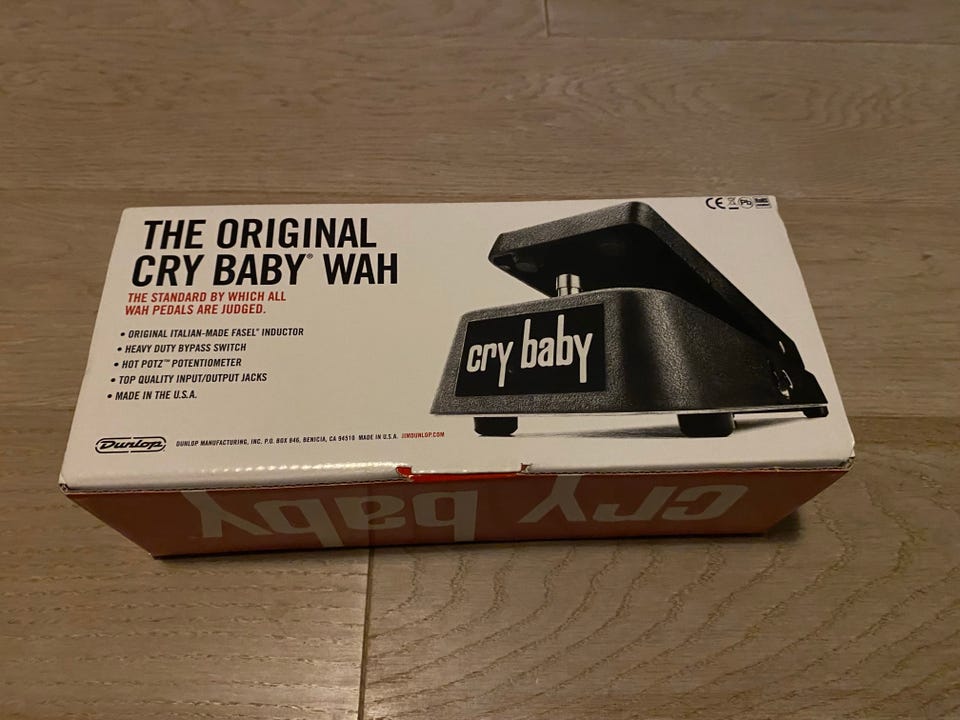 THE ORIGINAL
CRY BABY® WAH
THE STANDARD BY WHICH ALL
WAH PEDALS ARE JUDGED.
• ORIGINAL ITALIAN-MADE FASEL® INDUCTOR
• HEAVY DUTY BYPASS SWITCH
• HOT POTZ™ POTENTIOMETER
• TOP QUALITY INPUT/OUTPUT JACKS
• MADE IN THE U.S.A.
cry baby
CE Pb
Dunlop DUNLOP MANUFACTURING, INC. P.O. BOX 846, BENICIA, CA 94510 MADE IN U.S.A. JIMDUNLOP.COM
cry baby